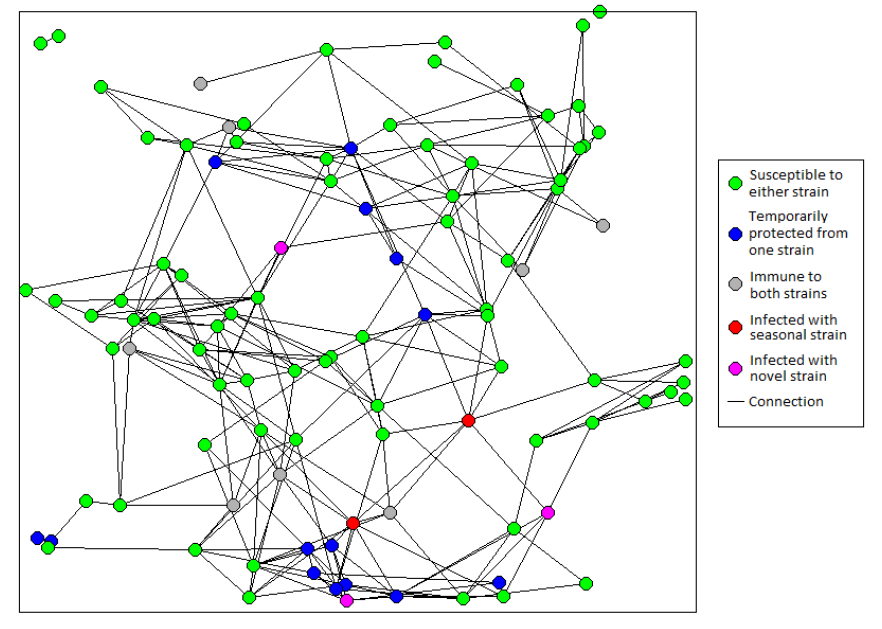 Susceptible to
either strain
Temporarily
protected from
one strain
Immune to
both strains
Infected with
seasonal strain
Infected with
novel strain
Connection